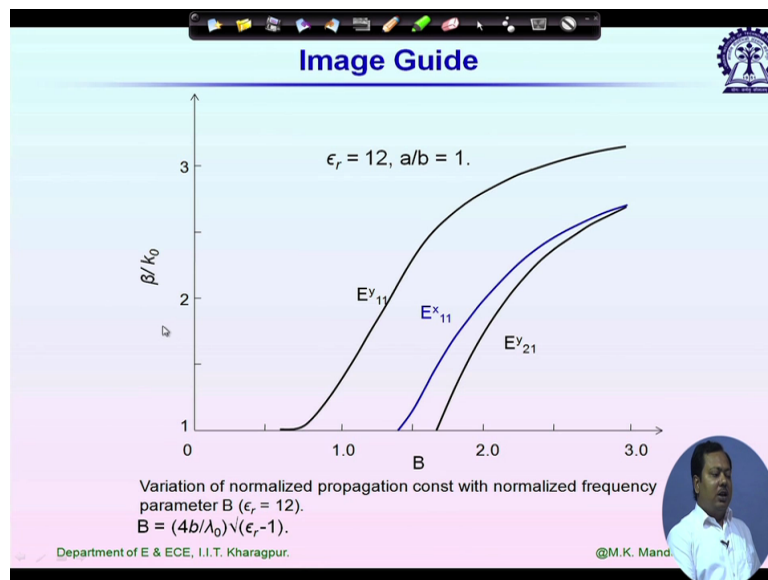 Image Guide
ϵr = 12, a/b = 1.
3
β/k0
Ey11
2
Ex11
Ey21
1
0
1.0
2.0
3.0
B
Variation of normalized propagation const with normalized frequency
parameter B (ϵr = 12).
B = (4b/λ0)√(ϵr-1).
Department of E & ECE, I.I.T. Kharagpur.
@M.K. Manda